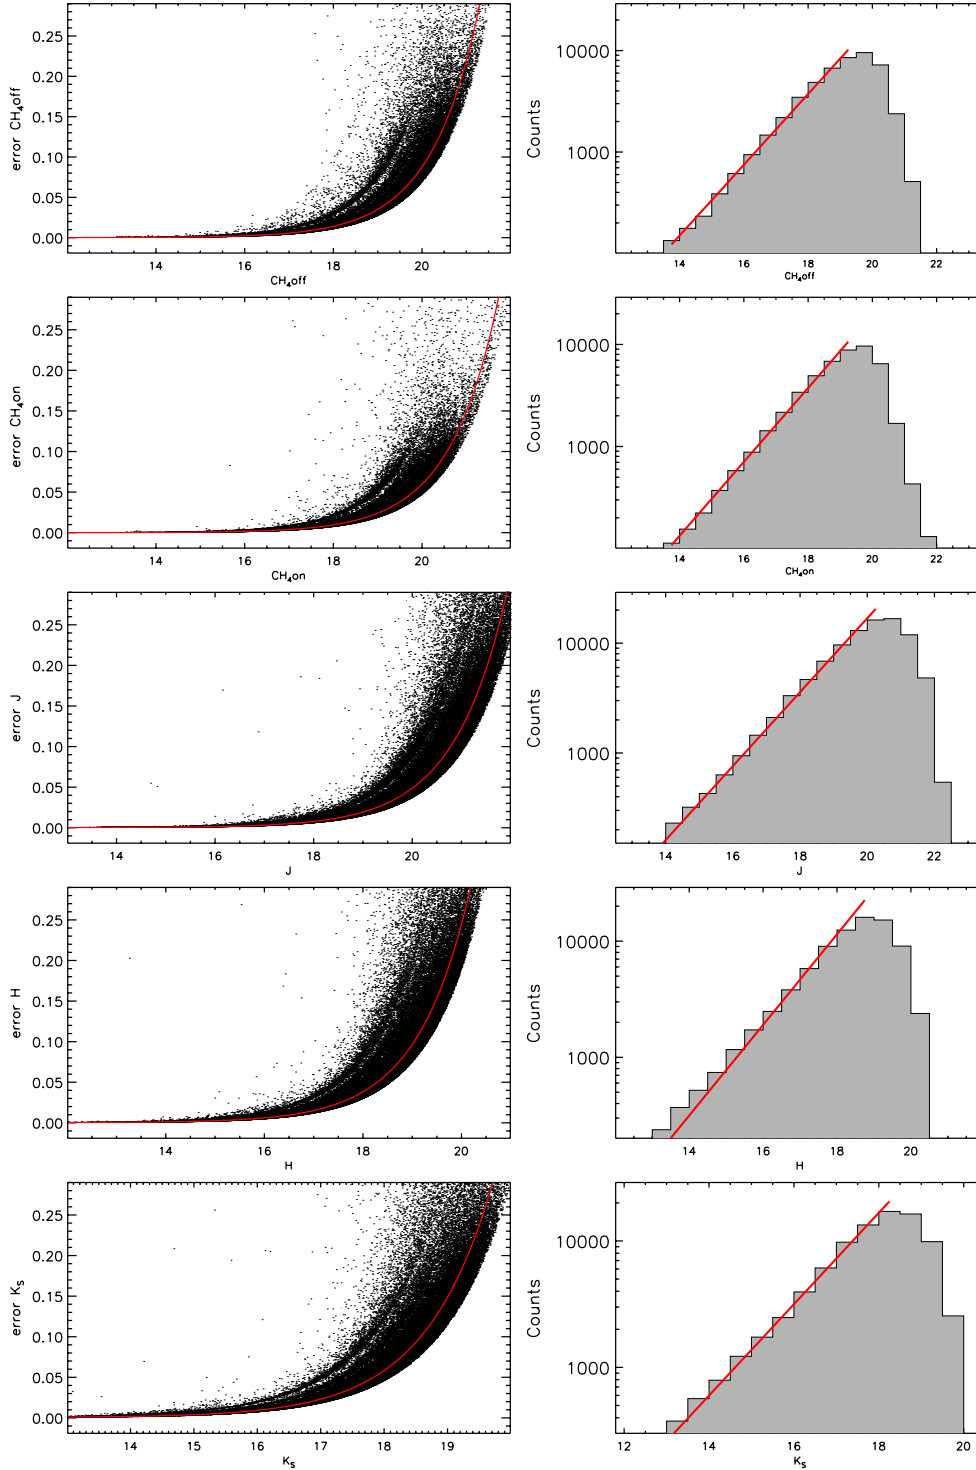 error CH₄off
0.25
0.20
0.15
0.10
0.05
0.00
14 16 18 20
CH₄off
Counts
10000
1000
14 16 18 20 22
CH₄off
error CH₄on
0.25
0.20
0.15
0.10
0.05
0.00
14 16 18 20
CH₄on
Counts
10000
1000
14 16 18 20 22
CH₄on
error J
0.25
0.20
0.15
0.10
0.05
0.00
14 16 18 20
J
Counts
10000
1000
14 16 18 20 22
J
error H
0.25
0.20
0.15
0.10
0.05
0.00
14 16 18 20
H
Counts
10000
1000
14 16 18 20
H
error Kₛ
0.25
0.20
0.15
0.10
0.05
0.00
14 15 16 17 18 19
Kₛ
Counts
10000
1000
12 14 16 18 20
Kₛ